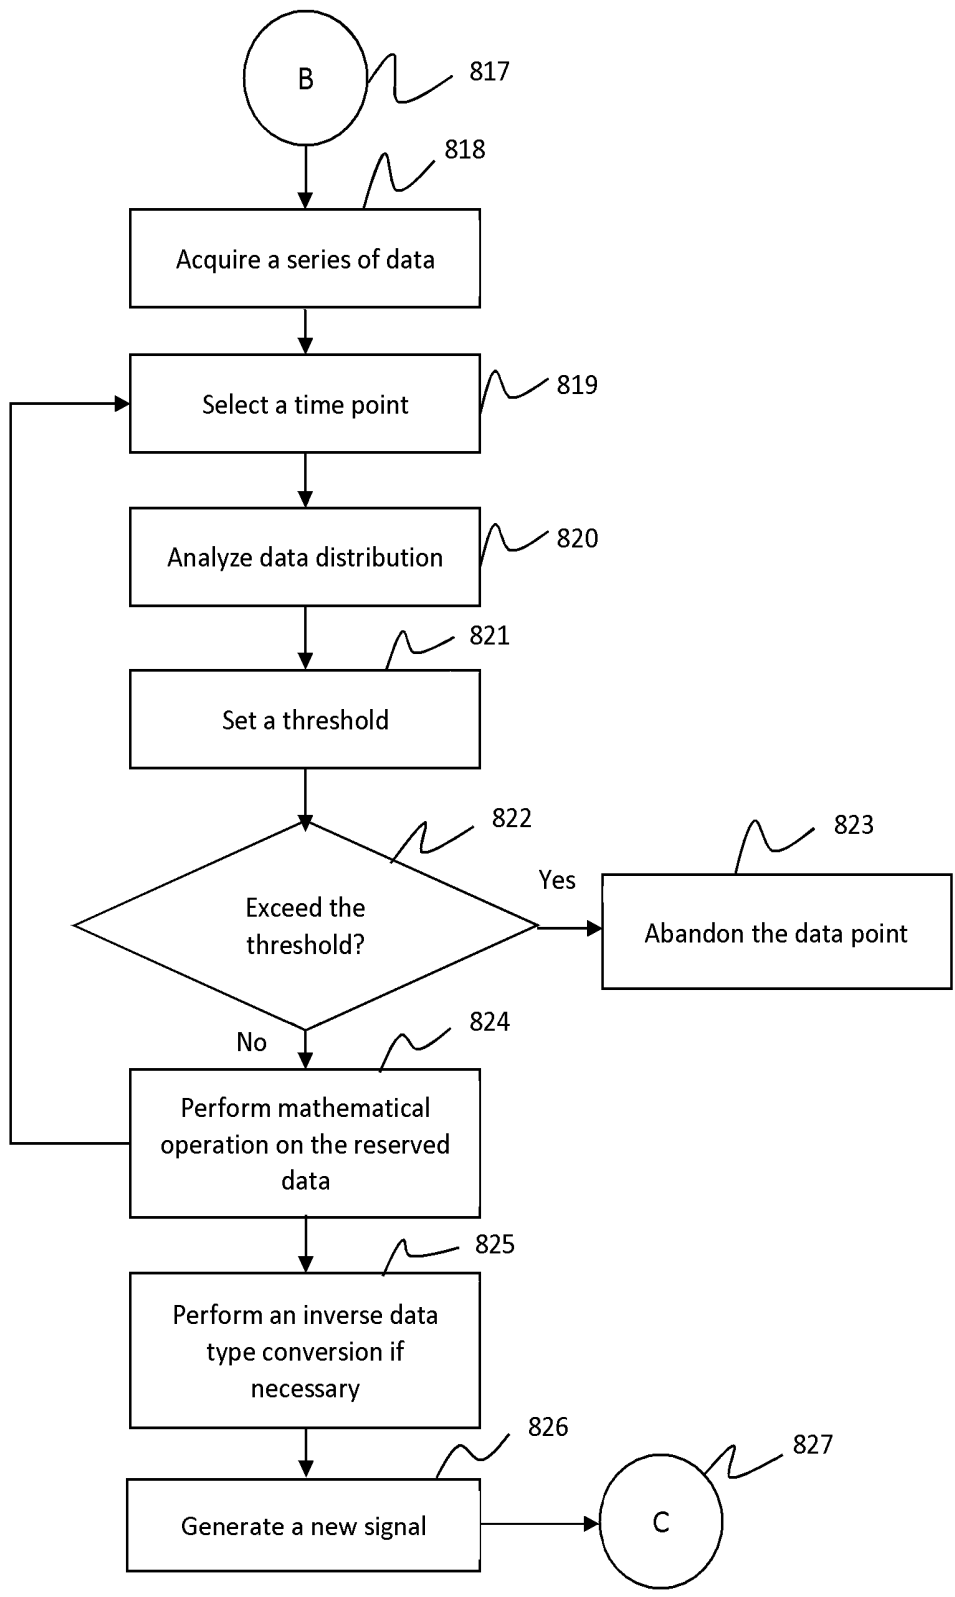 B
817
818
Acquire a series of data
819
Select a time point
820
Analyze data distribution
821
Set a threshold
822
Exceed the
threshold?
Yes
823
Abandon the data point
No
824
Perform mathematical
operation on the reserved
data
825
Perform an inverse data
type conversion if
necessary
826
Generate a new signal
827
C